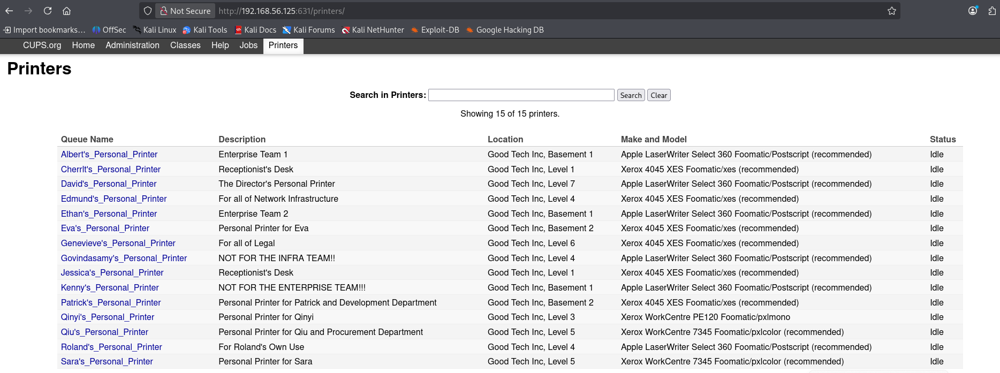 Not Secure http://192.168.56.125:631/printers/
Import bookmarks... OffSec Kali Linux Kali Tools Kali Docs Kali Forums Kali NetHunter Exploit-DB Google Hacking DB
CUPS.org Home Administration Classes Help Jobs Printers
Printers
Search in Printers: Search Clear
Showing 15 of 15 printers.
Queue Name Description Location Make and Model Status
Albert's_Personal_Printer Enterprise Team 1 Good Tech Inc, Basement 1 Apple LaserWriter Select 360 Foomatic/Postscript (recommended) Idle
Cherrlt's_Personal_Printer Receptionist's Desk Good Tech Inc, Level 1 Xerox 4045 XES Foomatic/xes (recommended) Idle
David's_Personal_Printer The Director's Personal Printer Good Tech Inc, Level 7 Apple LaserWriter Select 360 Foomatic/Postscript (recommended) Idle
Edmund's_Personal_Printer For all of Network Infrastructure Good Tech Inc, Level 4 Xerox 4045 XES Foomatic/xes (recommended) Idle
Ethan's_Personal_Printer Enterprise Team 2 Good Tech Inc, Basement 1 Apple LaserWriter Select 360 Foomatic/Postscript (recommended) Idle
Eva's_Personal_Printer Personal Printer for Eva Good Tech Inc, Basement 2 Xerox 4045 XES Foomatic/xes (recommended) Idle
Genevieve's_Personal_Printer For all of Legal Good Tech Inc, Level 6 Xerox 4045 XES Foomatic/xes (recommended) Idle
Govindasamy's_Personal_Printer NOT FOR THE INFRA TEAM!! Good Tech Inc, Level 4 Apple LaserWriter Select 360 Foomatic/Postscript (recommended) Idle
Jessica's_Personal_Printer Receptionist's Desk Good Tech Inc, Level 1 Xerox 4045 XES Foomatic/xes (recommended) Idle
Kenny's_Personal_Printer NOT FOR THE ENTERPRISE TEAM!!! Good Tech Inc, Basement 1 Apple LaserWriter Select 360 Foomatic/Postscript (recommended) Idle
Patrick's_Personal_Printer Personal Printer for Patrick and Development Department Good Tech Inc, Basement 2 Xerox 4045 XES Foomatic/xes (recommended) Idle
Qinyi's_Personal_Printer Personal Printer for Qinyi Good Tech Inc, Level 3 Xerox WorkCentre PE120 Foomatic/pxlmono Idle
Qiu's_Personal_Printer Personal Printer for Qiu and Procurement Department Good Tech Inc, Level 5 Xerox WorkCentre 7345 Foomatic/pxlcolor (recommended) Idle
Roland's_Personal_Printer For Roland's Own Use Good Tech Inc, Level 4 Apple LaserWriter Select 360 Foomatic/Postscript (recommended) Idle
Sara's_Personal_Printer Personal Printer for Sara Good Tech Inc, Level 5 Xerox WorkCentre 7345 Foomatic/pxlcolor (recommended) Idle